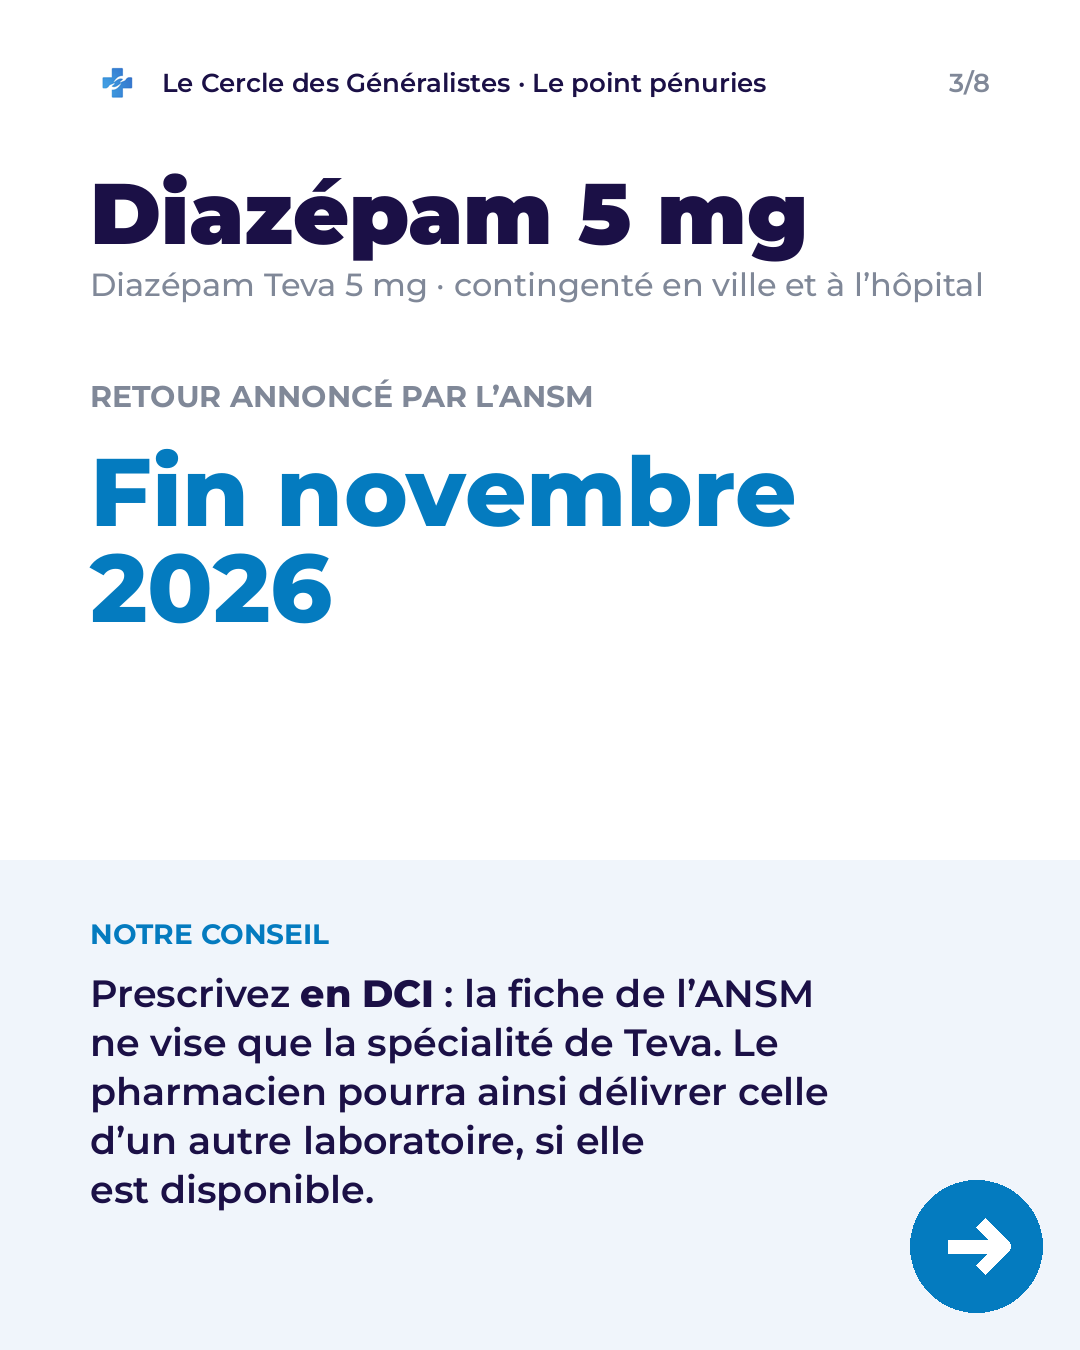 Le Cercle des Généralistes · Le point pénuries
3/8
Diazépam 5 mg
Diazépam Teva 5 mg · contingenté en ville et à l’hôpital
RETOUR ANNONCÉ PAR L’ANSM
Fin novembre
2026
NOTRE CONSEIL
Prescrivez en DCI : la fiche de l’ANSM
ne vise que la spécialité de Teva. Le
pharmacien pourra ainsi délivrer celle
d’un autre laboratoire, si elle
est disponible.